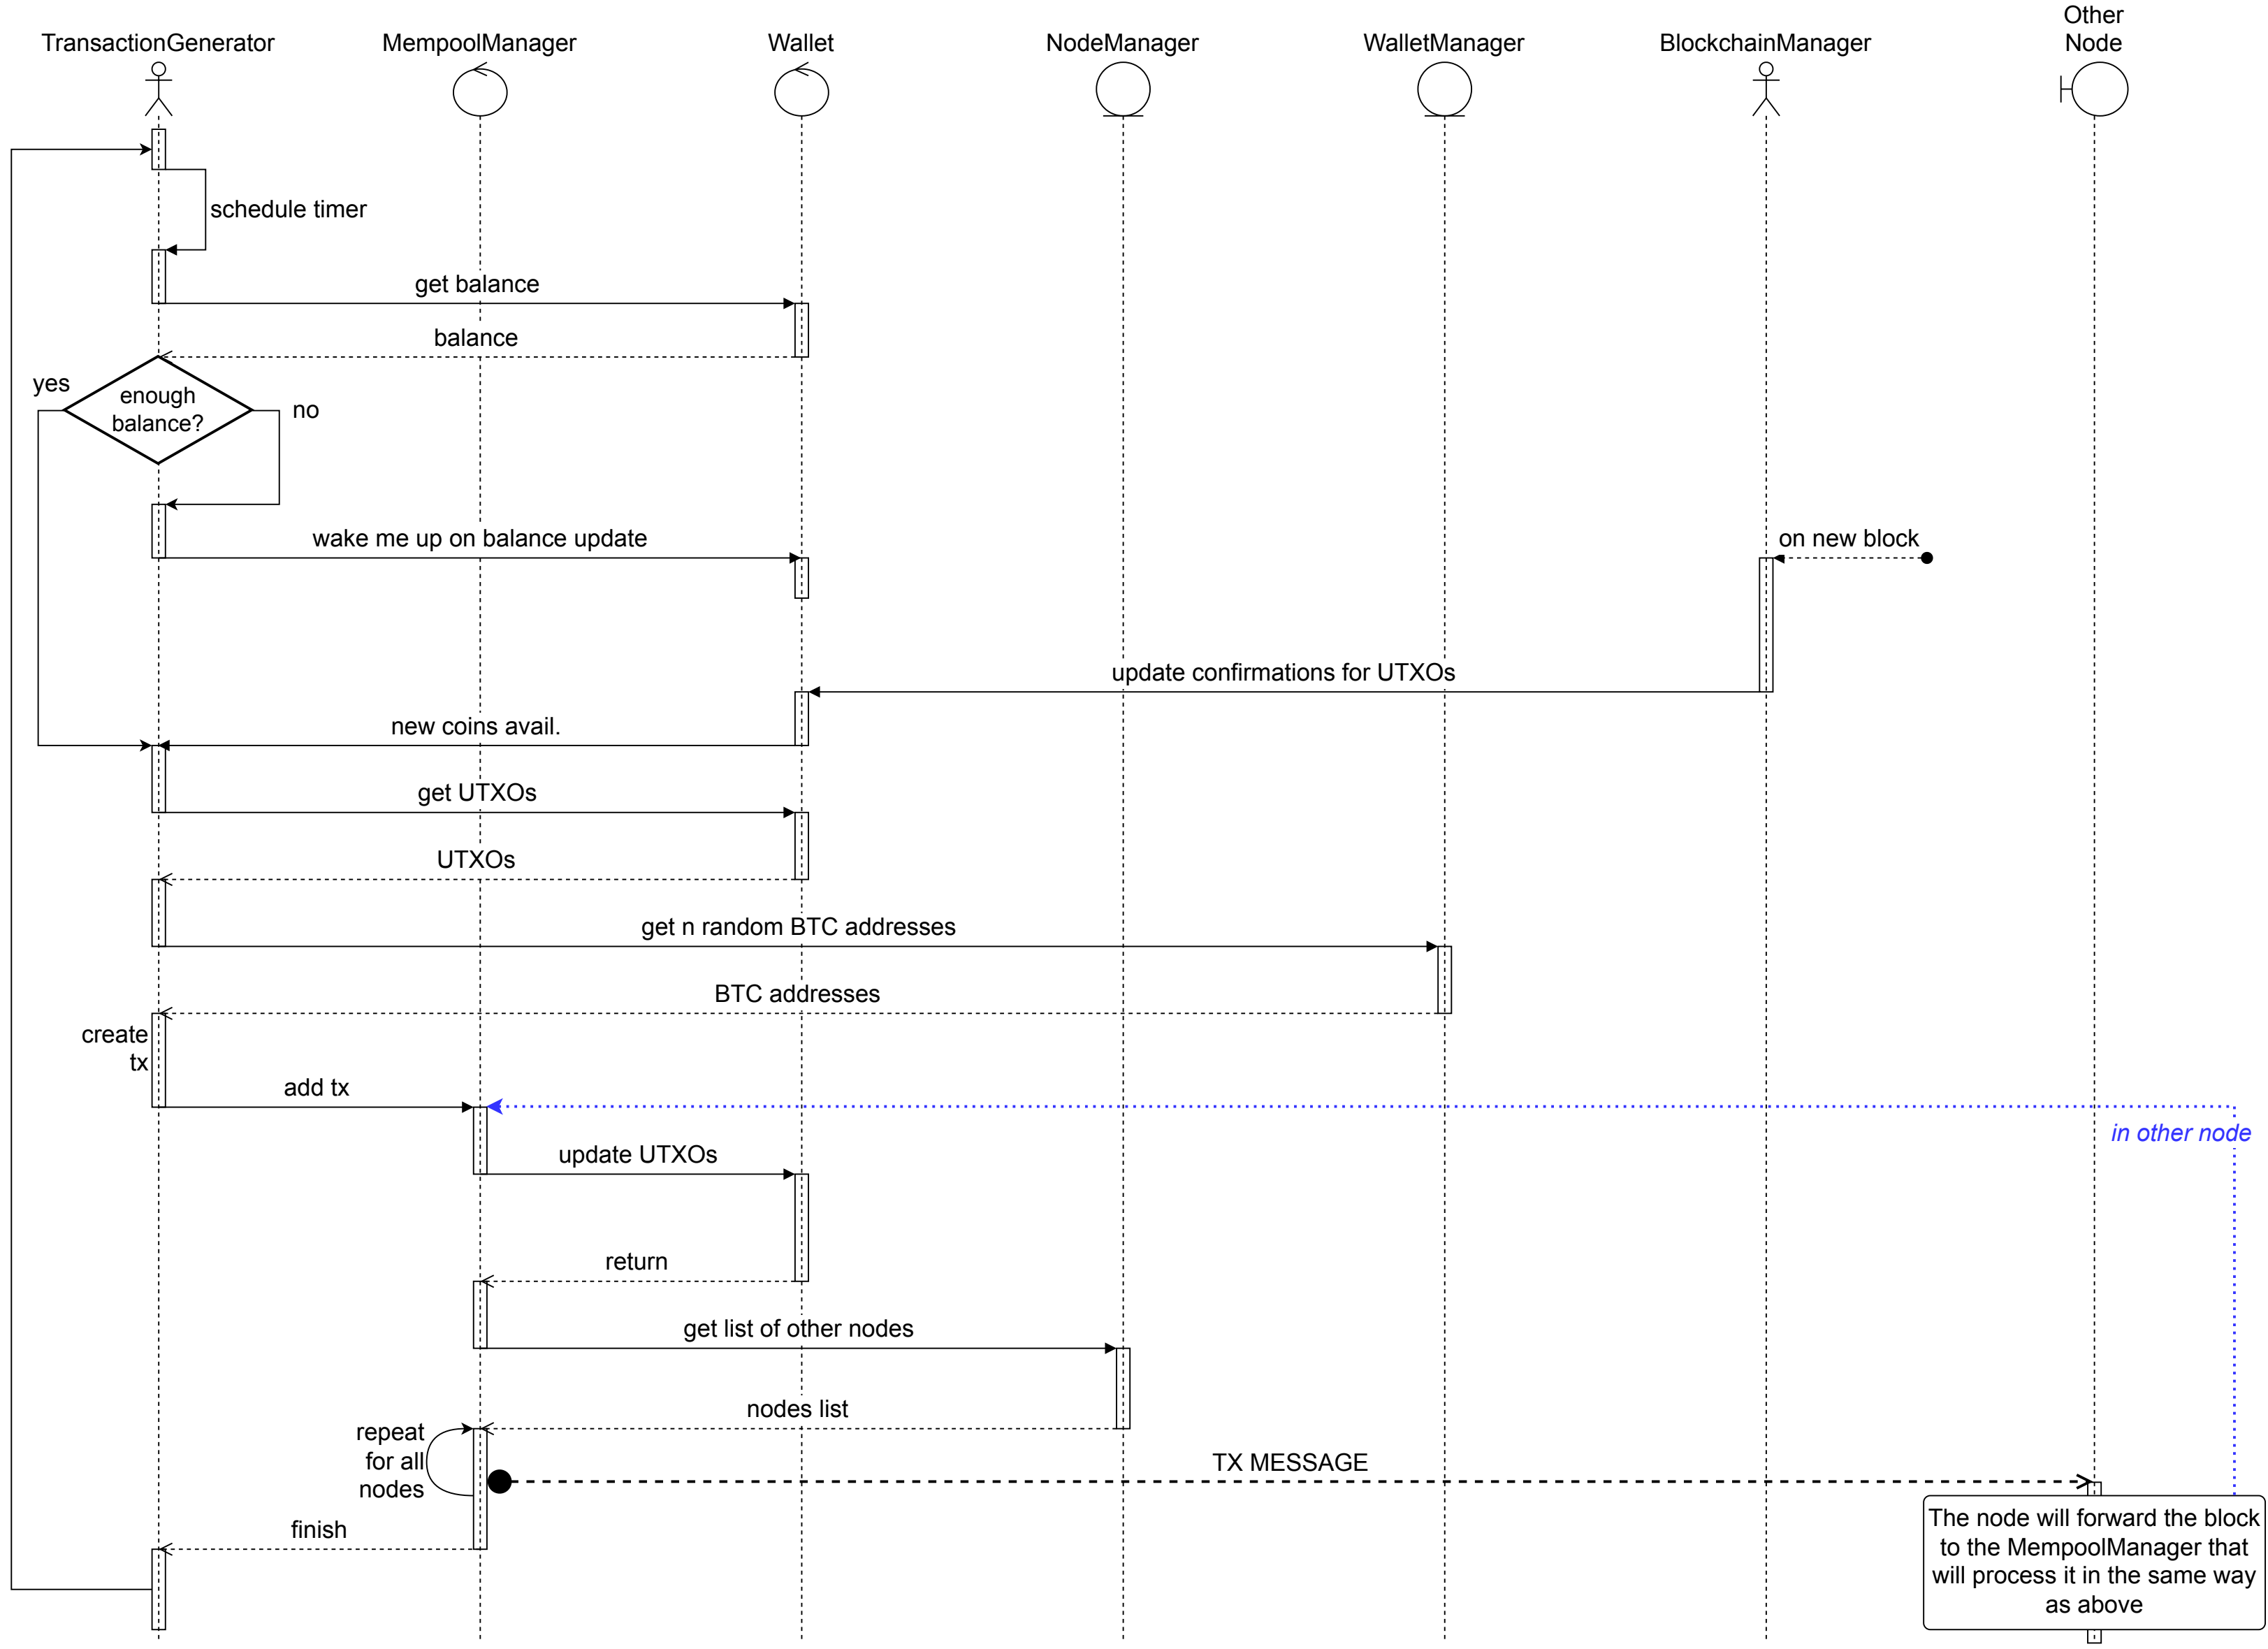 Other
Node
TransactionGenerator
MempoolManager
Wallet
NodeManager
WalletManager
BlockchainManager
schedule timer
get balance
balance
yes
enough
balance?
no
wake me up on balance update
on new block
update confirmations for UTXOs
new coins avail.
get UTXOs
UTXOs
get n random BTC addresses
BTC addresses
create
tx
add tx
in other node
update UTXOs
return
get list of other nodes
nodes list
repeat
for all
nodes
TX MESSAGE
finish
The node will forward the block
to the MempoolManager that
will process it in the same way
as above